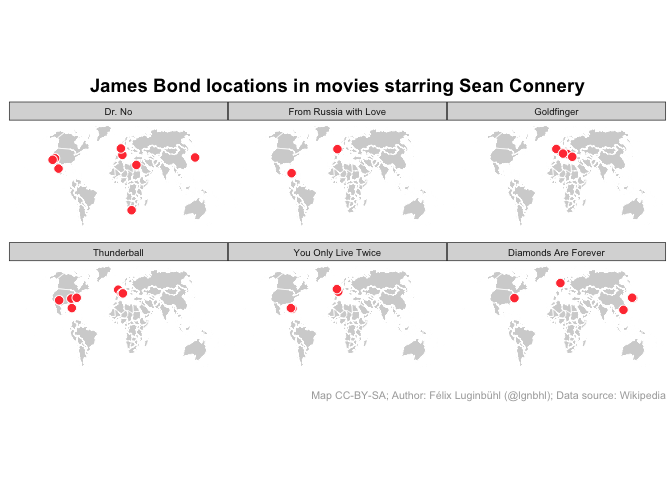 James Bond locations in movies starring Sean Connery
Dr. No
From Russia with Love
Goldfinger
Thunderball
You Only Live Twice
Diamonds Are Forever
Map CC-BY-SA; Author: Félix Luginbühl (@lgnbhl); Data source: Wikipedia